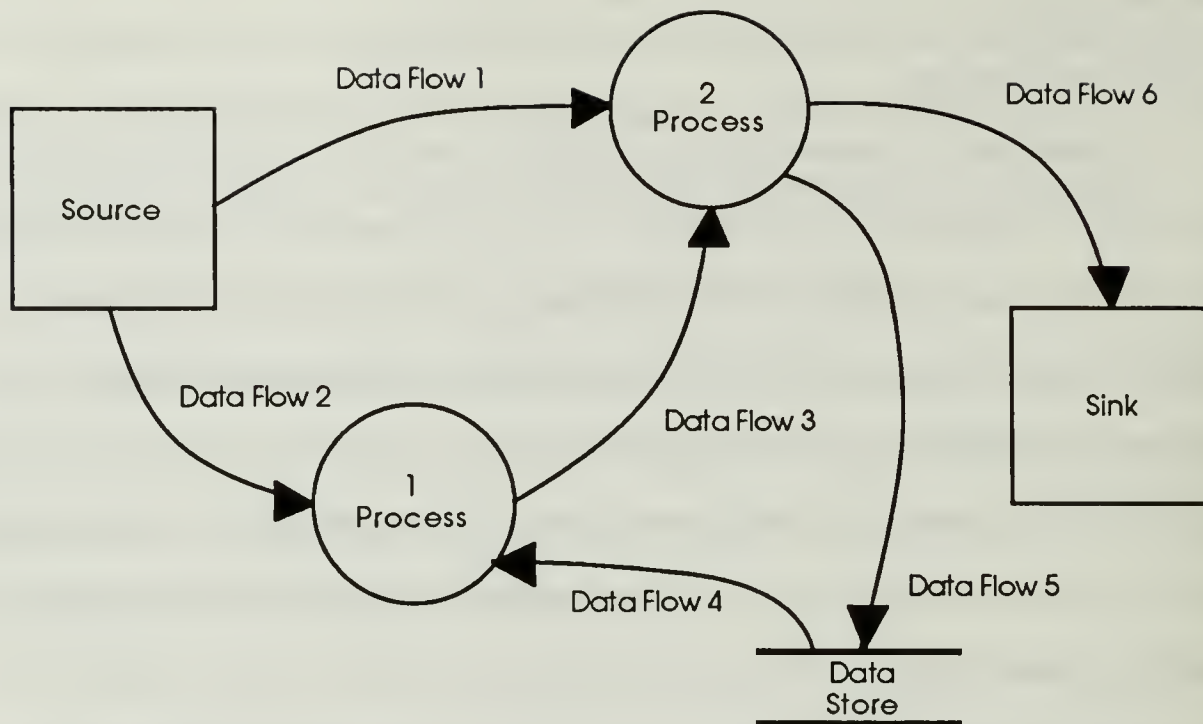 Data Flow 1
2
Process
Data Flow 6
Source
Data Flow 2
Data Flow 3
Sink
1
Process
Data Flow 4
Data Flow 5
Data
Store